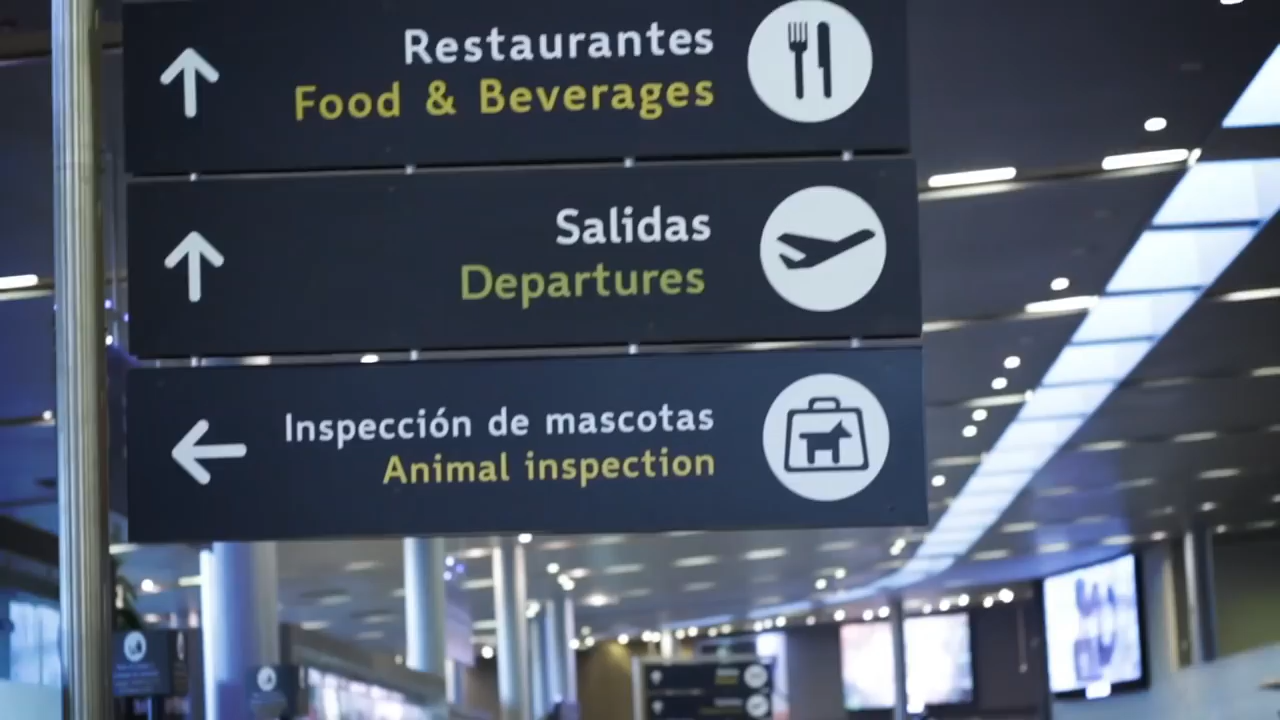 Restaurantes
Food & Beverages
Salidas
Departures
Inspección de mascotas
Animal inspection